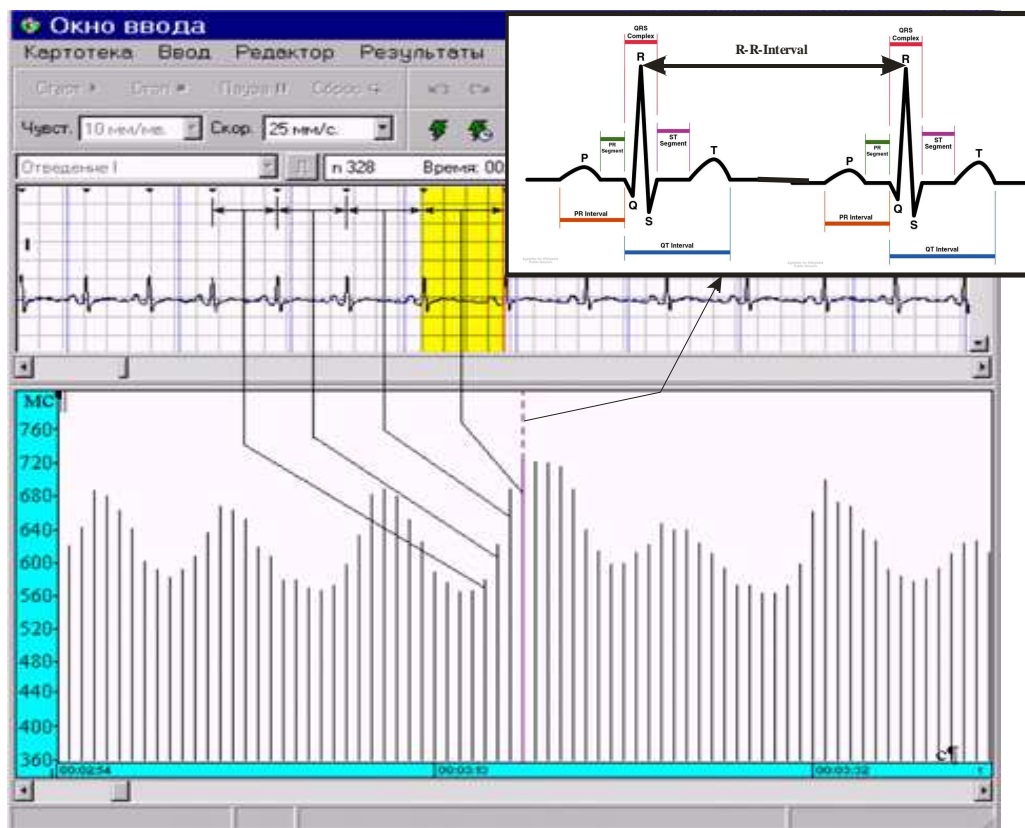 Окно ввода
Картотека Ввод Редактор Результаты
Старт Стоп Пауза Сброс
Чувст. 10 мм/мв. Скор. 25 мм/с.
Отведение I n 328 Время: 00
I
QRS
Complex
R
R-R-Interval
QRS
Complex
R
PR
Segment
ST
Segment
PR
Segment
ST
Segment
P
T
P
T
Q
S
Q
S
PR Interval
PR Interval
QT Interval
QT Interval
МС
760
720
680
640
600
560
520
480
440
400
360
с¶
00:02:54 00:03:13 00:03:32